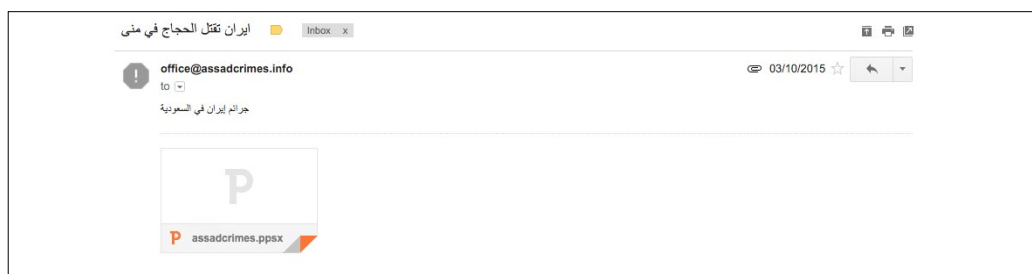 ايران تقتل الحجاج في منى Inbox x
office@assadcrimes.info 03/10/2015
to
جرائم إيران في السعودية
P
P assadcrimes.ppsx